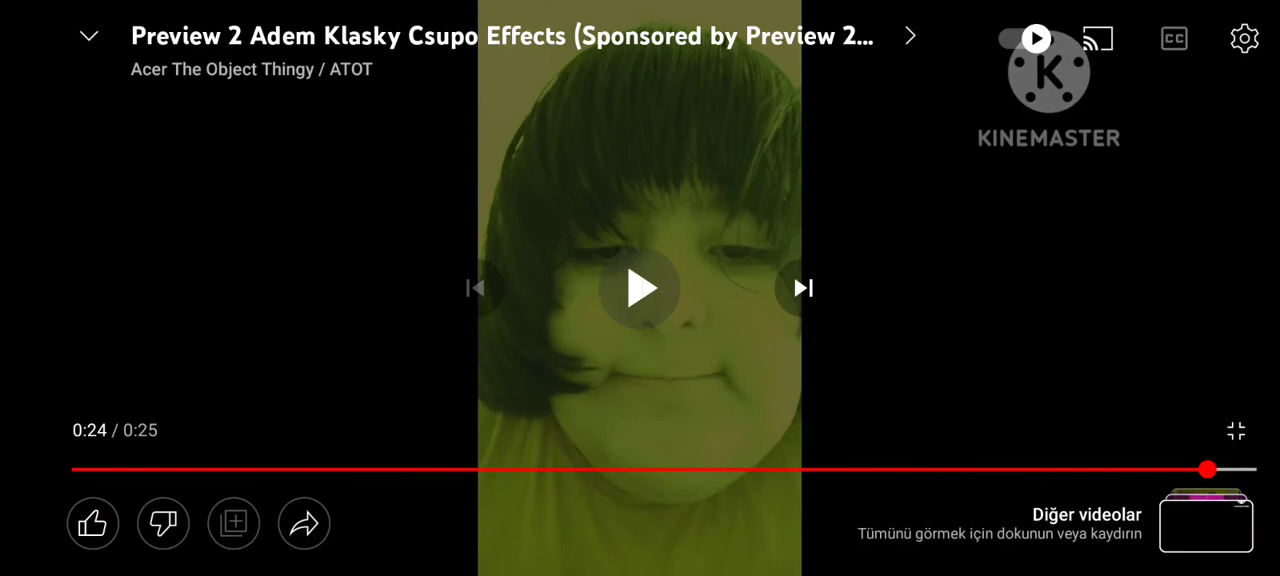 Preview 2 Adem Klasky Csupo Effects (Sponsored by Preview 2...
Acer The Object Thingy / ATOT
CC
K
KINEMASTER
0:24 / 0:25
Diğer videolar
Tümünü görmek için dokunun veya kaydırın